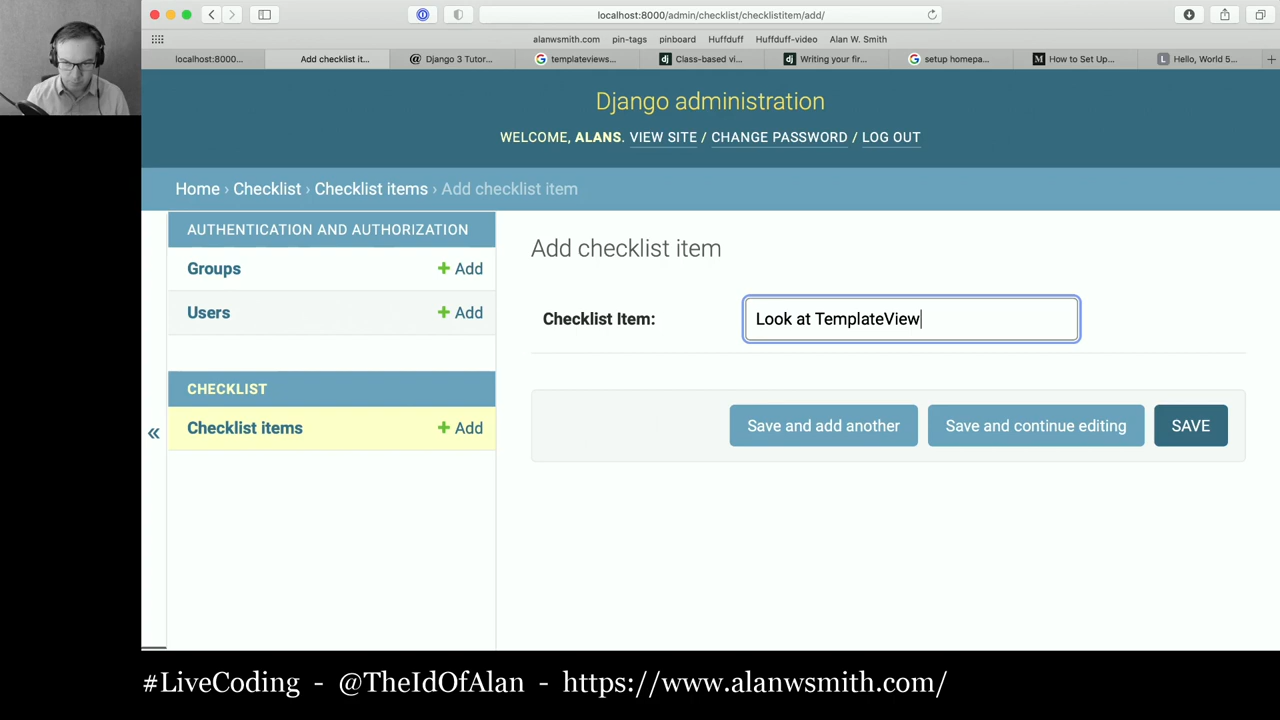 localhost:8000/admin/checklist/checklistitem/add/
alanwsmith.com pin-tags pinboard Huffduff Huffduff-video Alan W. Smith
localhost:8000... Add checklist it... Django 3 Tutor... templateviews... Class-based vi... Writing your fir... setup homepa... How to Set Up... Hello, World 5...
Django administration
WELCOME, ALANS. VIEW SITE / CHANGE PASSWORD / LOG OUT
Home › Checklist › Checklist items › Add checklist item
AUTHENTICATION AND AUTHORIZATION
Groups + Add
Users + Add
CHECKLIST
Checklist items + Add
«
Add checklist item
Checklist Item: Look at TemplateView
Save and add another Save and continue editing SAVE
#LiveCoding - @TheIdOfAlan - https://www.alanwsmith.com/